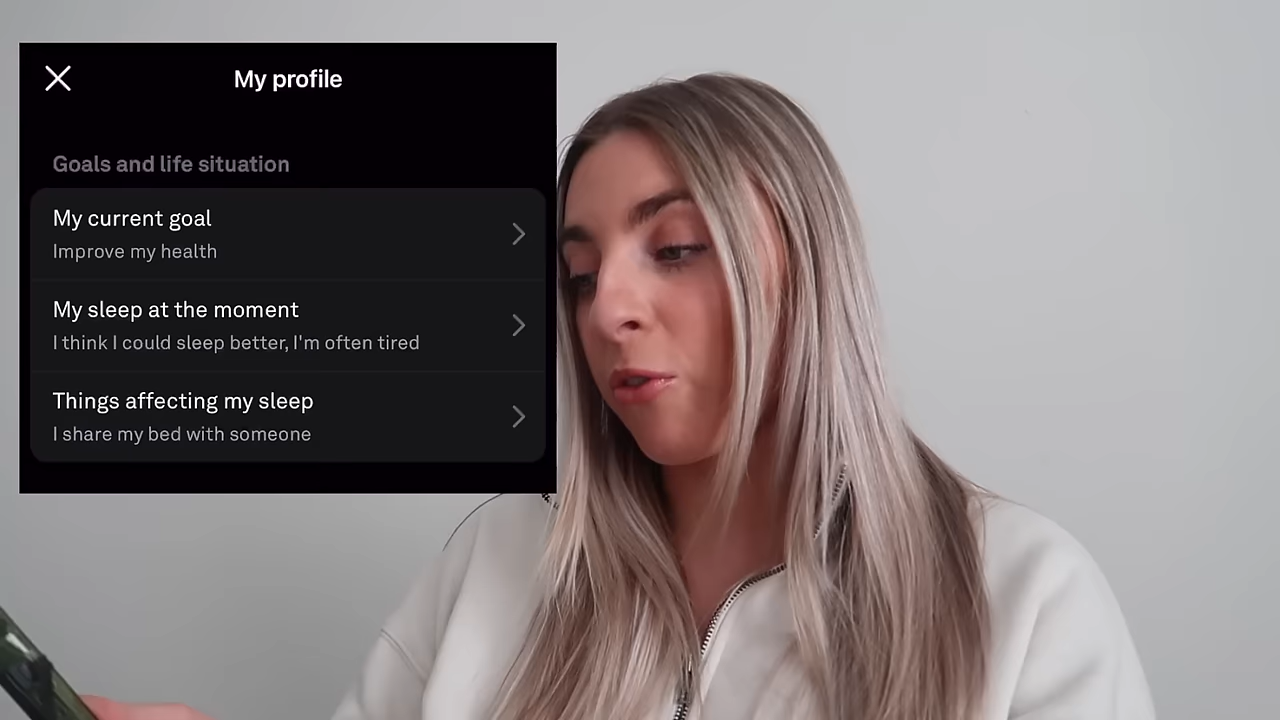 My profile
Goals and life situation
My current goal
Improve my health
My sleep at the moment
I think I could sleep better, I'm often tired
Things affecting my sleep
I share my bed with someone